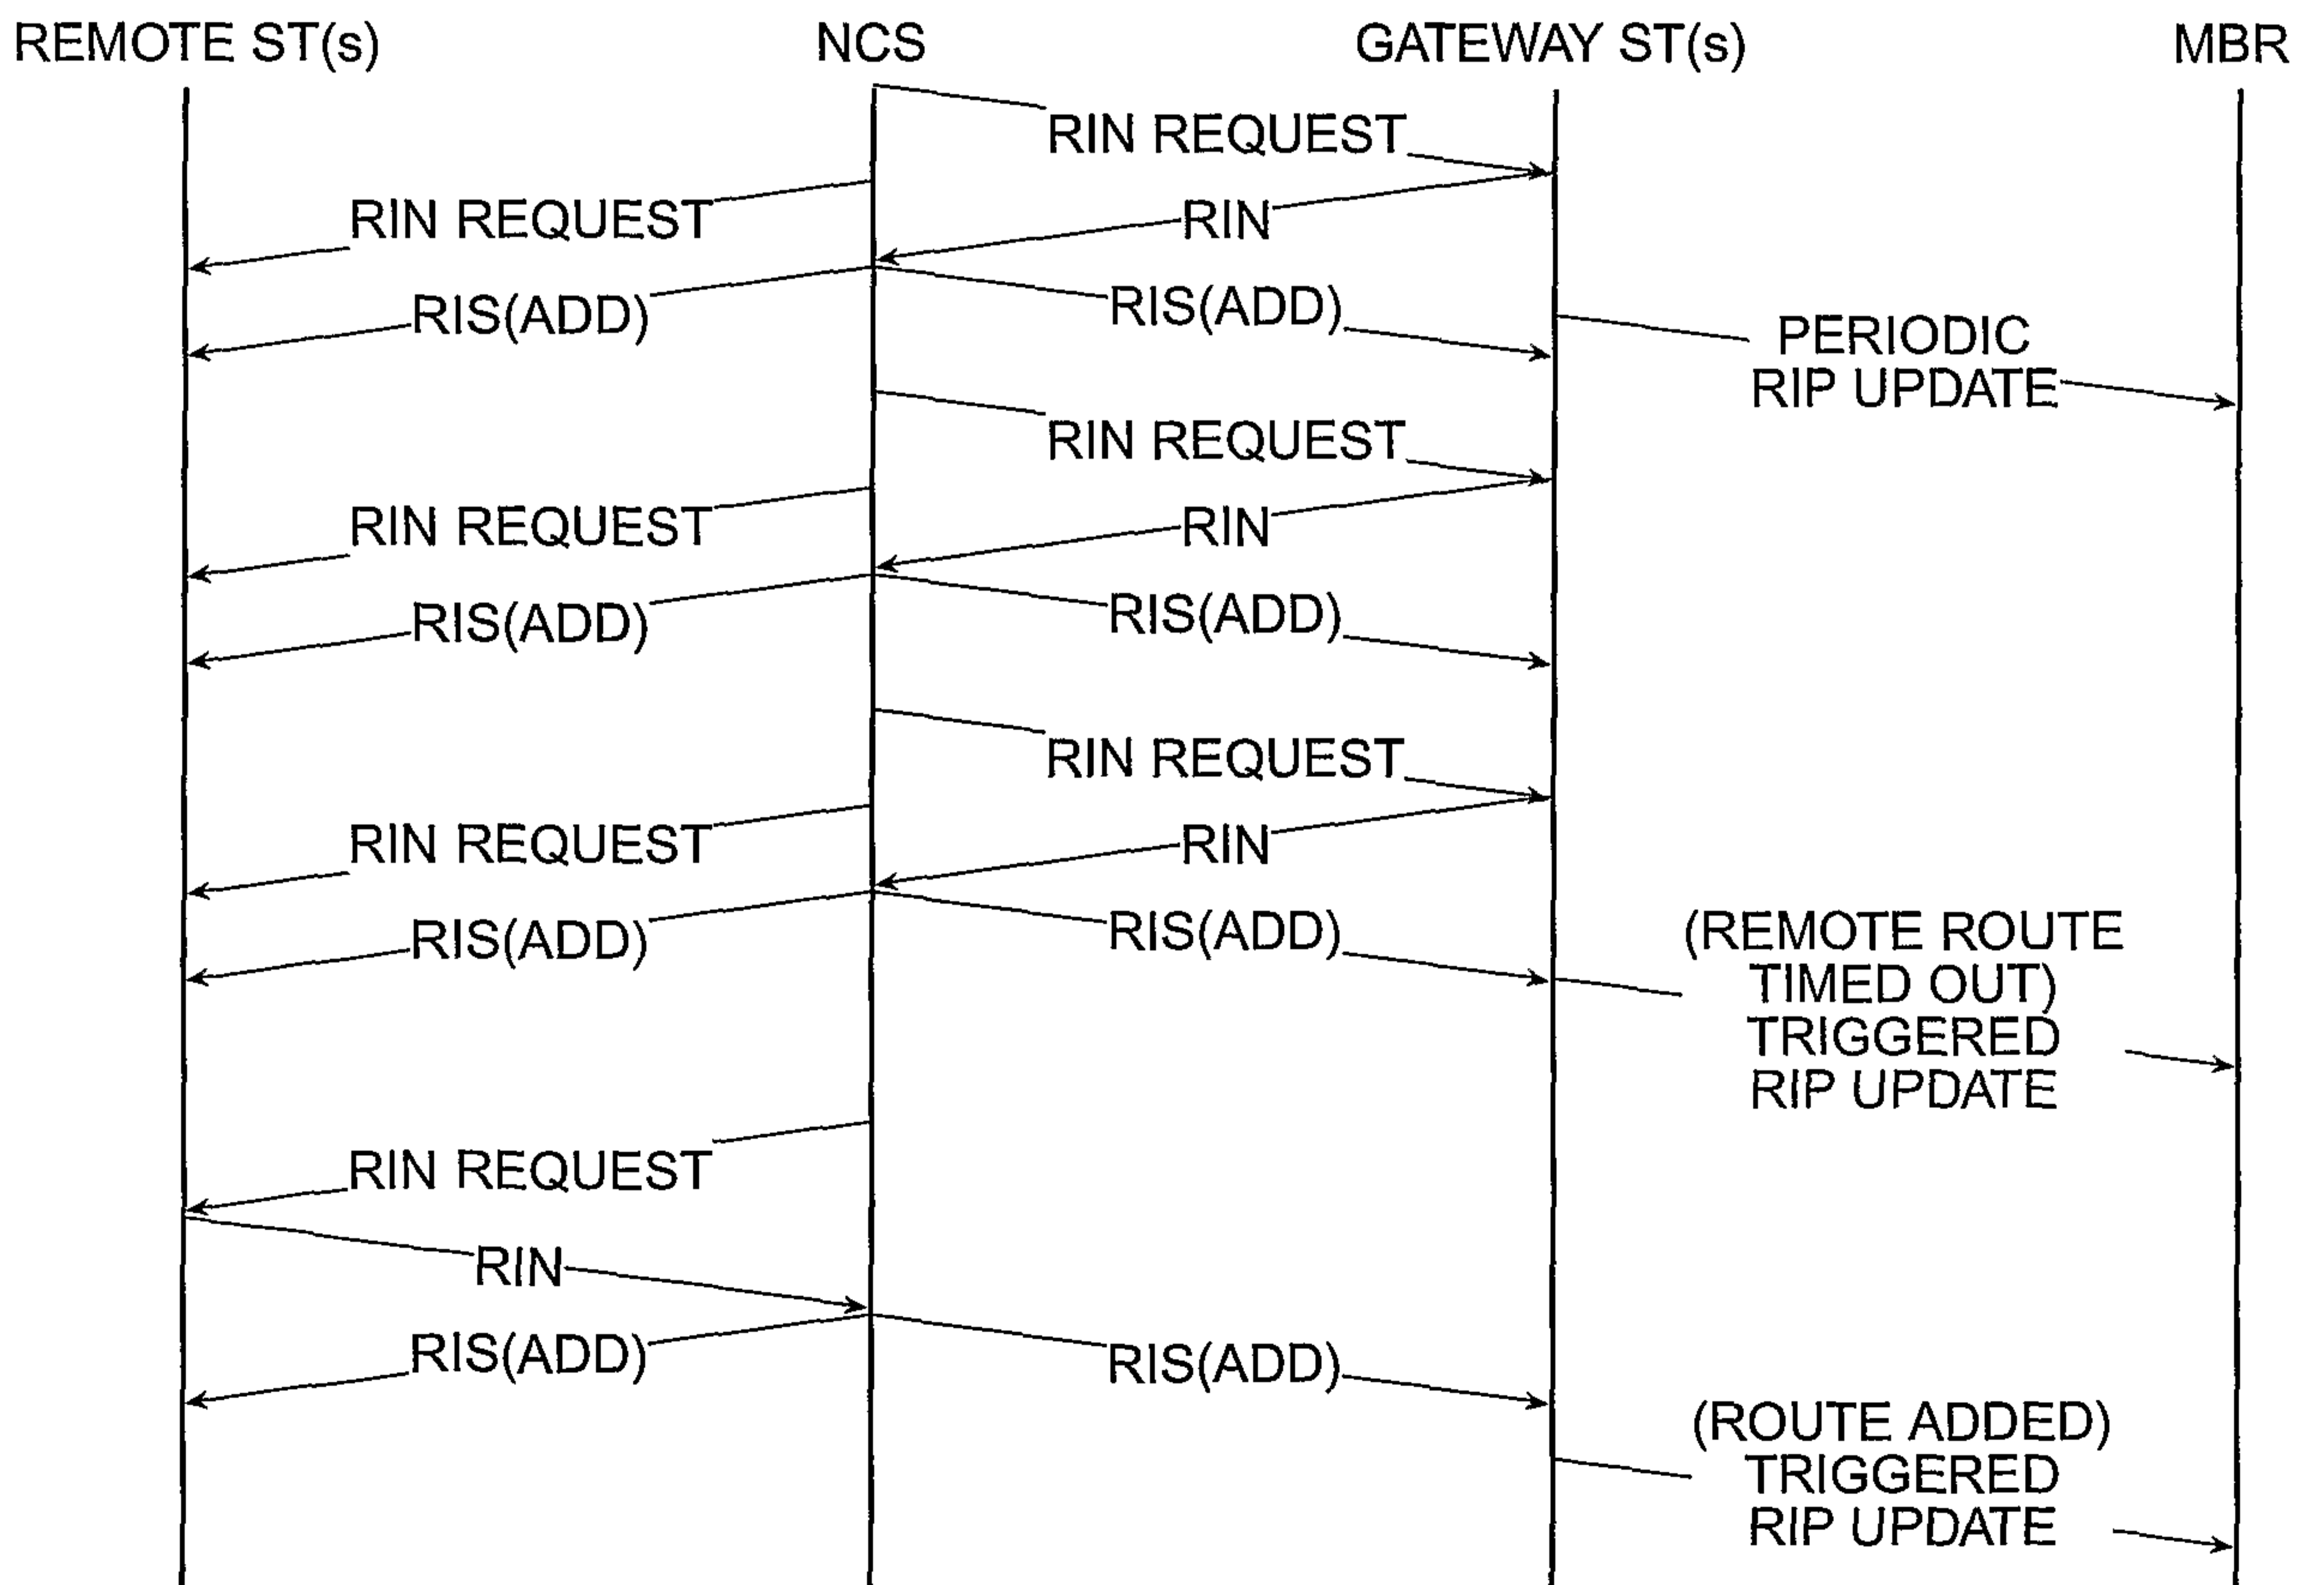 REMOTE ST(s)
NCS
GATEWAY ST(s)
MBR
RIN REQUEST
RIN REQUEST
RIN
RIS(ADD)
RIS(ADD)
PERIODIC
RIP UPDATE
RIN REQUEST
RIN REQUEST
RIN
RIS(ADD)
RIS(ADD)
RIN REQUEST
RIN REQUEST
RIN
RIS(ADD)
RIS(ADD)
(REMOTE ROUTE
TIMED OUT)
TRIGGERED
RIP UPDATE
RIN REQUEST
RIN
RIS(ADD)
RIS(ADD)
(ROUTE ADDED)
TRIGGERED
RIP UPDATE